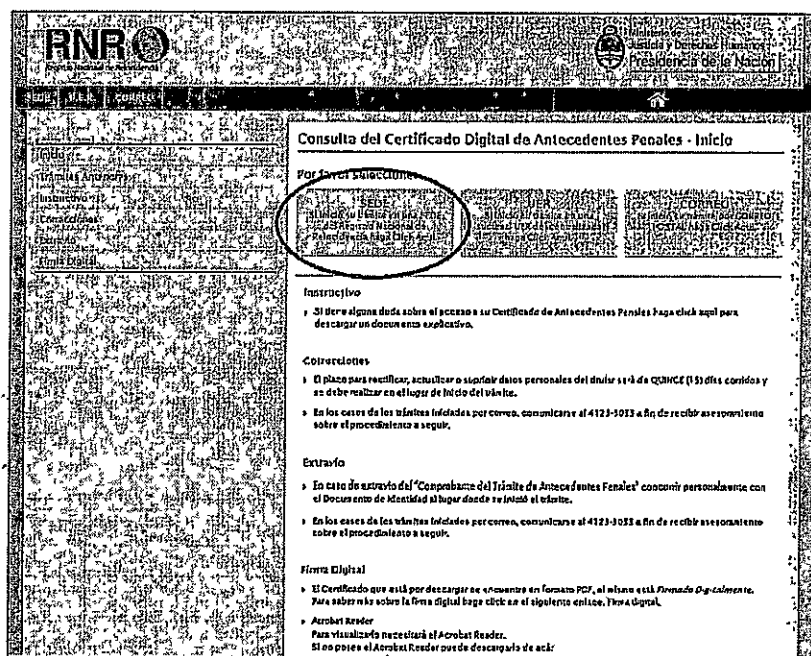 RNR
Ministerio de
Justicia y Derechos Humanos
Presidencia de la Nación
SEDE U.E.R. CORREO
Consulta del Certificado Digital de Antecedentes Penales - Inicio
Inicio
Trámites Anteriores
Instructivo
Correcciones
Extravío
Firma Digital
Por favor seleccione
SEDE
UER
CORREO
Instructivo
Si tiene alguna duda sobre el acceso a su Certificado de Antecedentes Penales haga click aquí para
descargar un documento explicativo.
Correcciones
El plazo para rectificar, actualizar o suprimir datos personales del titular será de QUINCE (15) días corridos y
se debe realizar en el lugar de inicio del trámite.
En los casos de los trámites iniciados por correo, comunicarse al 4123-3053 a fin de recibir asesoramiento
sobre el procedimiento a seguir.
Extravío
En caso de extravío del "Comprobante del Trámite de Antecedentes Penales" concurrir personalmente con
el Documento de Identidad al lugar donde se inició el trámite.
En los casos de los trámites iniciados por correo, comunicarse al 4123-3053 a fin de recibir asesoramiento
sobre el procedimiento a seguir.
Firma Digital
El Certificado que está por descargar se encuentra en formato PDF, el mismo está Firmado Digitalmente.
Para saber más sobre la firma digital haga click en el siguiente enlace. Firma Digital.
Acrobat Reader
Para visualizarlo necesitará el Acrobat Reader.
Si no posee el Acrobat Reader puede descargarlo de acá: